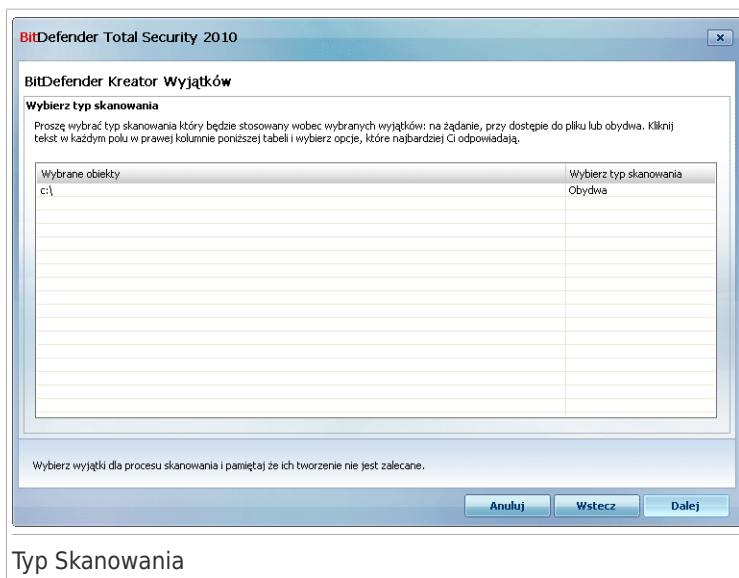 BitDefender Total Security 2010
BitDefender Kreator Wyjątków
Wybierz typ skanowania
Proszę wybrać typ skanowania który będzie stosowany wobec wybranych wyjątków: na żądanie, przy dostępie do pliku lub obydwa. Kliknij
tekst w każdym polu w prawej kolumnie poniższej tabeli i wybierz opcje, które najbardziej Ci odpowiadają.
Wybrane obiekty Wybierz typ skanowania
c:\ Obydwa
Wybierz wyjątki dla procesu skanowania i pamiętaj że ich tworzenie nie jest zalecane.
Anuluj Wstecz Dalej
Typ Skanowania